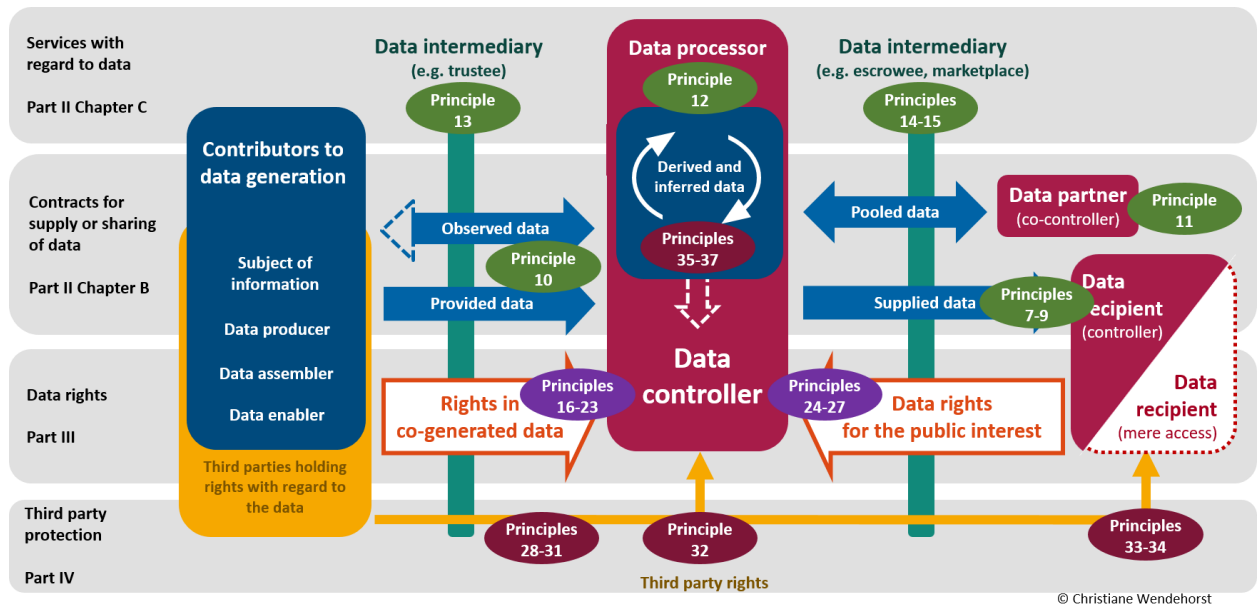 Services with
regard to data
Part II Chapter C
Data intermediary
(e.g. trustee)
Principle
13
Data processor
Principle
12
Data intermediary
(e.g. escrowee, marketplace)
Principles
14-15
Contributors to
data generation
Subject of
information
Data producer
Data assembler
Data enabler
Third parties holding
rights with regard to
the data
Contracts for
supply or sharing
of data
Part II Chapter B
Observed data
Principle
10
Provided data
Derived and
inferred data
Principles
35-37
Pooled data
Data partner
(co-controller)
Principle
11
Supplied data
Principles
7-9
Data
recipient
(controller)
Data rights
Part III
Rights in
co-generated data
Principles
16-23
Data
controller
Principles
24-27
Data rights
for the public interest
Data
recipient
(mere access)
Third party
protection
Part IV
Principles
28-31
Principle
32
Principles
33-34
Third party rights
© Christiane Wendehorst